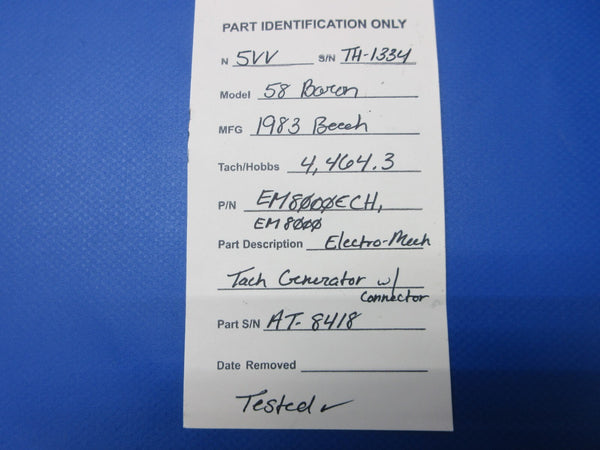 PART IDENTIFICATION ONLY
N 5VV S/N TH-1334
Model 58 Baron
MFG 1983 Beech
Tach/Hobbs 4,464.3
P/N EM8000ECH,
EM8000
Part Description Electro-Mech
Tach Generator w/
Connector
Part S/N AT-8418
Date Removed
Tested ✓